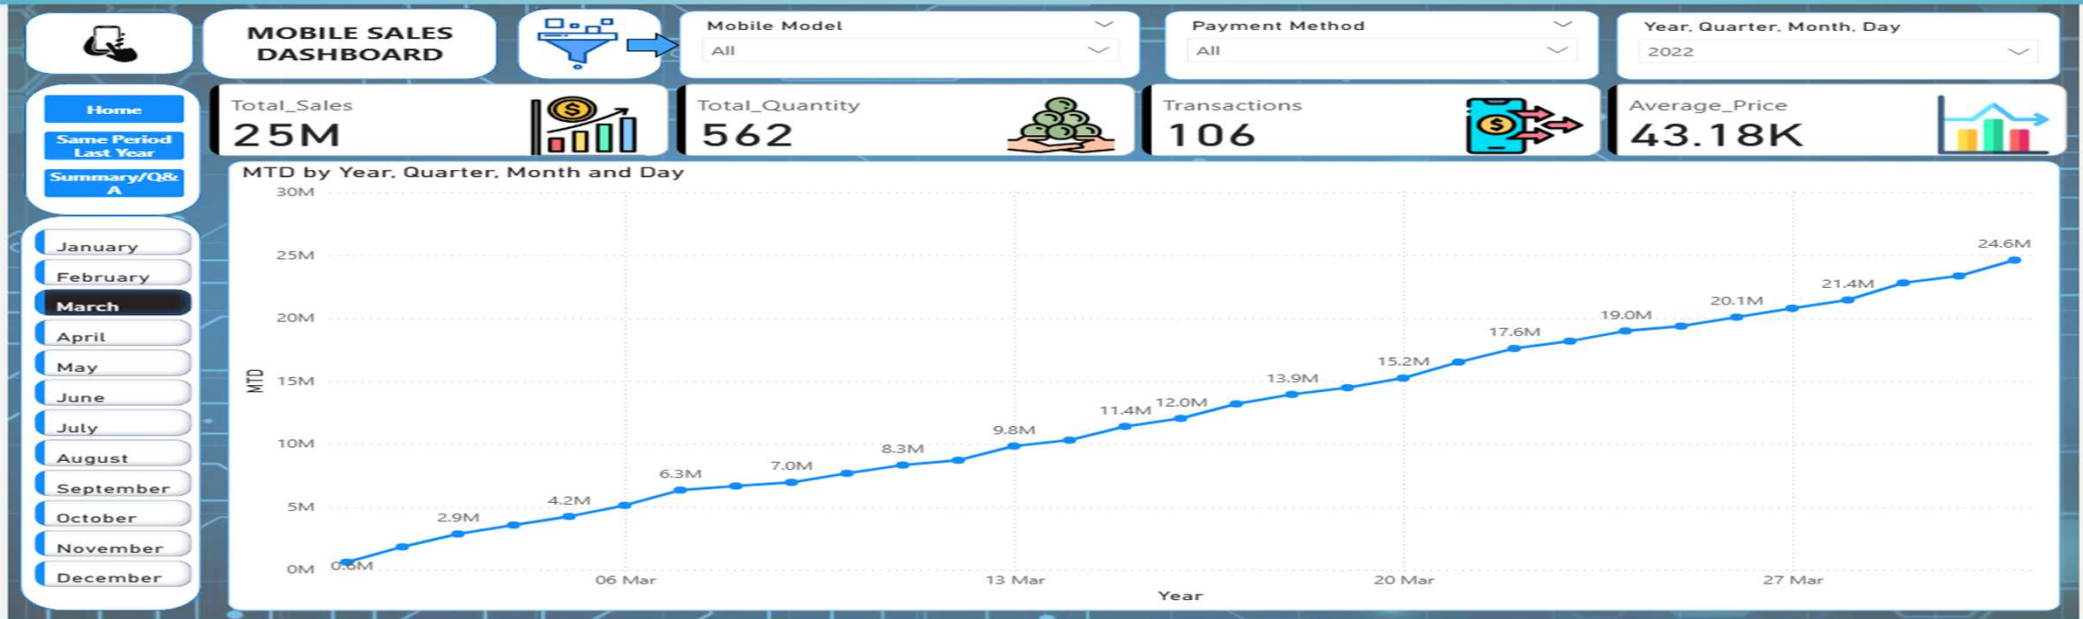 MOBILE SALES
DASHBOARD
Mobile Model
All
Payment Method
All
Year, Quarter, Month, Day
2022
Home
Same Period
Last Year
Summary/Q&
A
Total_Sales
25M
Total_Quantity
562
Transactions
106
Average_Price
43.18K
January
February
March
April
May
June
July
August
September
October
November
December
MTD by Year, Quarter, Month and Day
MTD
30M
25M
20M
15M
10M
5M
0M
0.6M
2.9M
4.2M
6.3M
7.0M
8.3M
9.8M
11.4M
12.0M
13.9M
15.2M
17.6M
19.0M
20.1M
21.4M
24.6M
06 Mar
13 Mar
20 Mar
27 Mar
Year